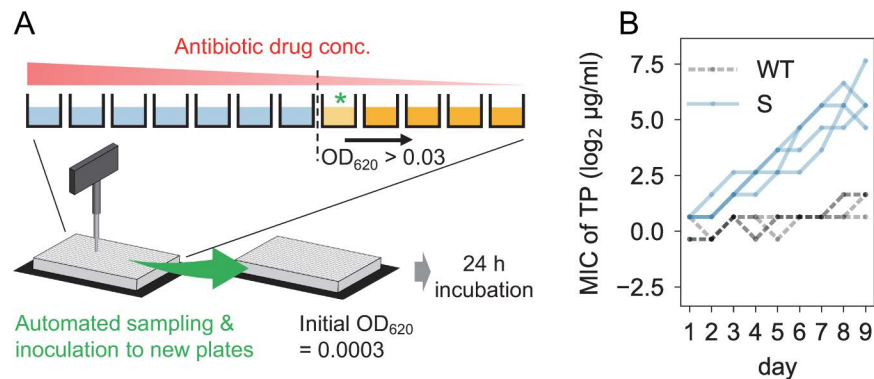 A
Antibiotic drug conc.
*
OD620 > 0.03
Automated sampling &
inoculation to new plates
Initial OD620
= 0.0003
24 h
incubation
B
MIC of TP (log2 µg/ml)
7.5
5.0
2.5
0.0
−2.5
WT
S
1 2 3 4 5 6 7 8 9
day